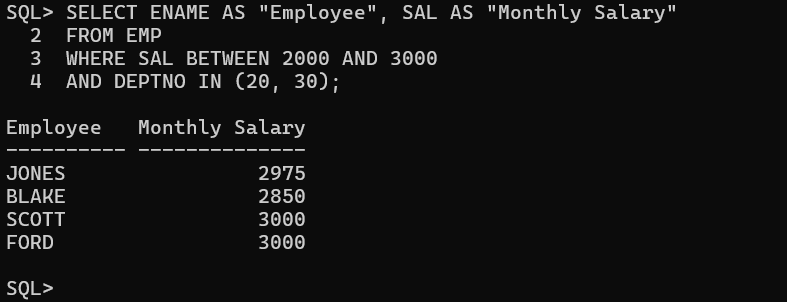 SQL> SELECT ENAME AS "Employee", SAL AS "Monthly Salary"
  2  FROM EMP
  3  WHERE SAL BETWEEN 2000 AND 3000
  4  AND DEPTNO IN (20, 30);

Employee   Monthly Salary
---------- --------------
JONES                2975
BLAKE                2850
SCOTT                3000
FORD                 3000

SQL>